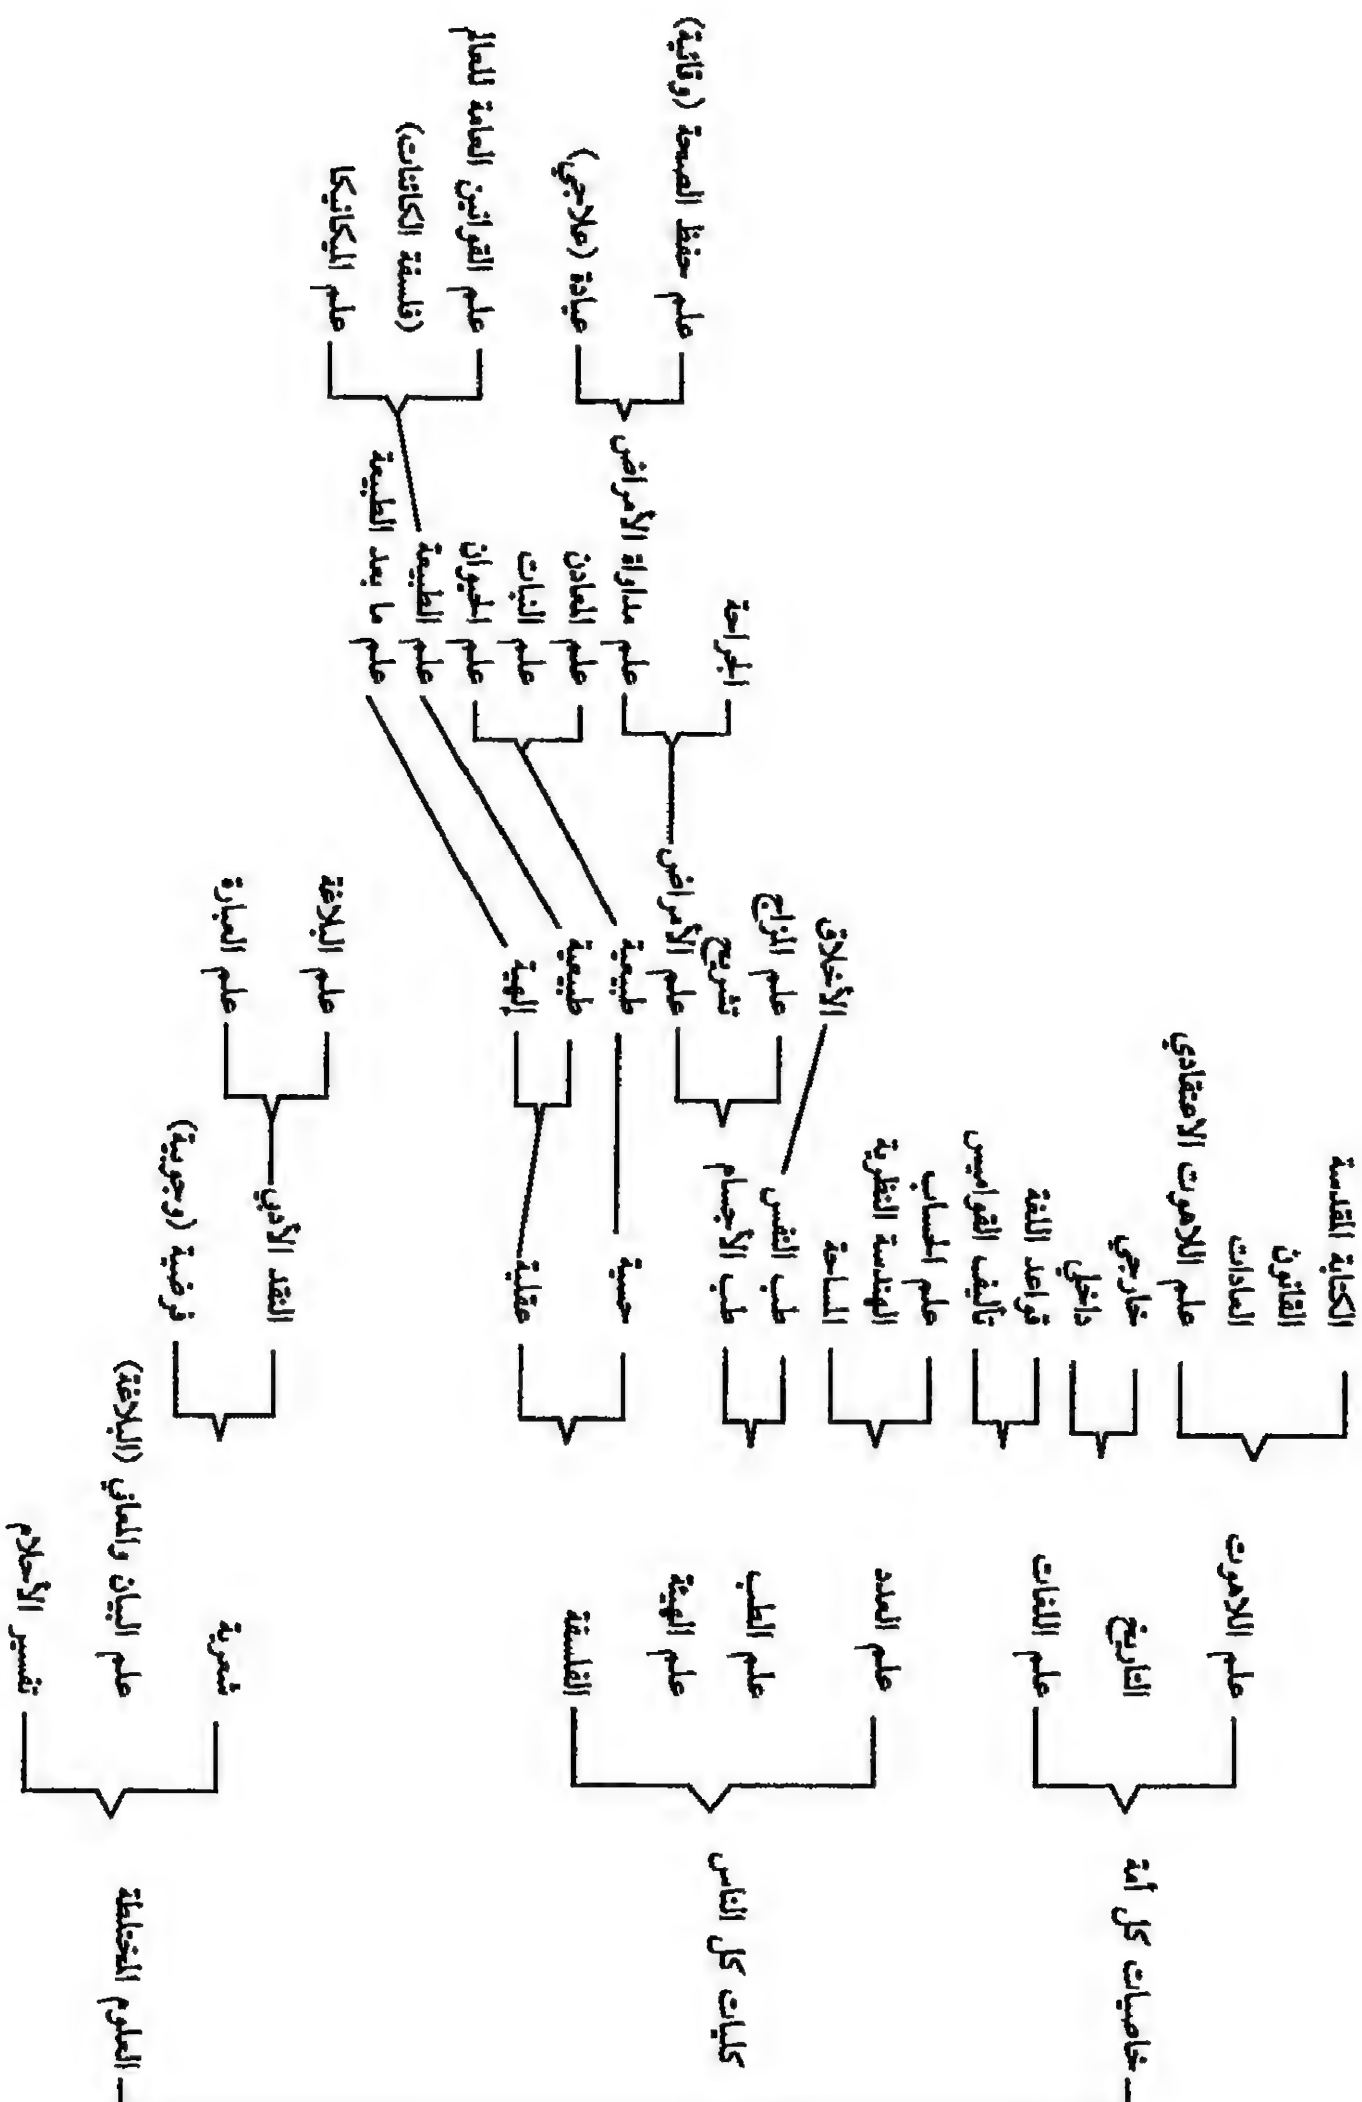 ـ خاصيات كل أمة
كليات كل الناس
ـ العلوم المختلطة
علم اللاهوت
التاريخ
علم اللغات
علم العدد
علم الطب
علم الهيئة
الفلسفة
شعرية
علم البيان والمعاني (البلاغة)
تفسير الأحلام
الكتابة المقدسة
القانون
العادات
علم اللاهوت الاعتقادي
خارجي
داخلي
قواعد اللغة
تأليف القواميس
علم الحساب
الهندسة النظرية
المساحة
طب النفس
طب الأجسام
حسية
عقلية
النقد الأدبي
فرضية (وجوبية)
الأخلاق
علم المزاج
تشريح
علم الأمراض
طبيعية
طبيعية
إلهية
علم البلاغة
علم العبارة
الجراحة
علم مداواة الأمراض
علم المعادن
علم النبات
علم الحيوان
علم الطبيعة
علم ما بعد الطبيعة
علم حفظ الصحة (وقائية)
عيادة (علاجي)
علم القوانين العامة للعالم
(فلسفة الكائنات)
علم الميكانيكا